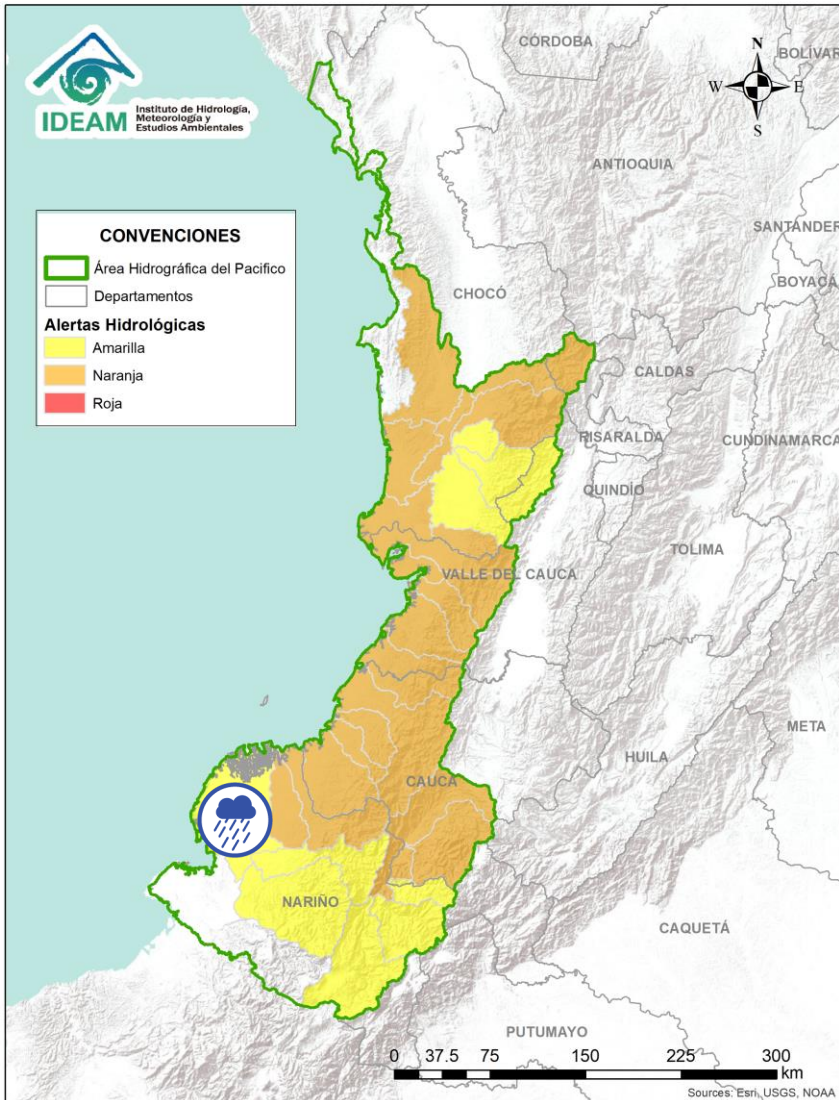 IDEAM
Instituto de Hidrología,
Meteorología y
Estudios Ambientales
CÓRDOBA
BOLÍVAR
N
W
E
S
ANTIOQUIA
SANTANDER
BOYACÁ
CONVENCIONES
Área Hidrográfica del Pacifico
Departamentos
Alertas Hidrológicas
Amarilla
Naranja
Roja
CHOCÓ
CALDAS
RISARALDA
CUNDINAMARCA
QUINDÍO
TOLIMA
VALLE DEL CAUCA
META
HUILA
CAUCA
NARIÑO
CAQUETÁ
PUTUMAYO
0 37.5 75 150 225 300
km
Sources: Esri, USGS, NOAA